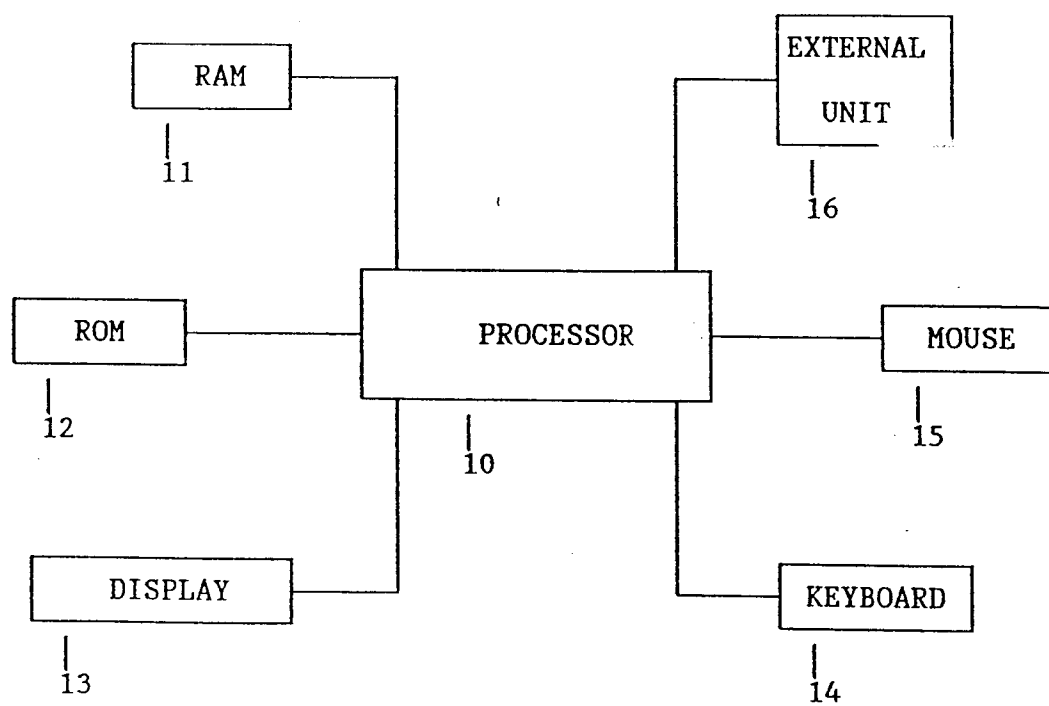 RAM
11
EXTERNAL
UNIT
16
ROM
12
PROCESSOR
10
MOUSE
15
DISPLAY
13
KEYBOARD
14